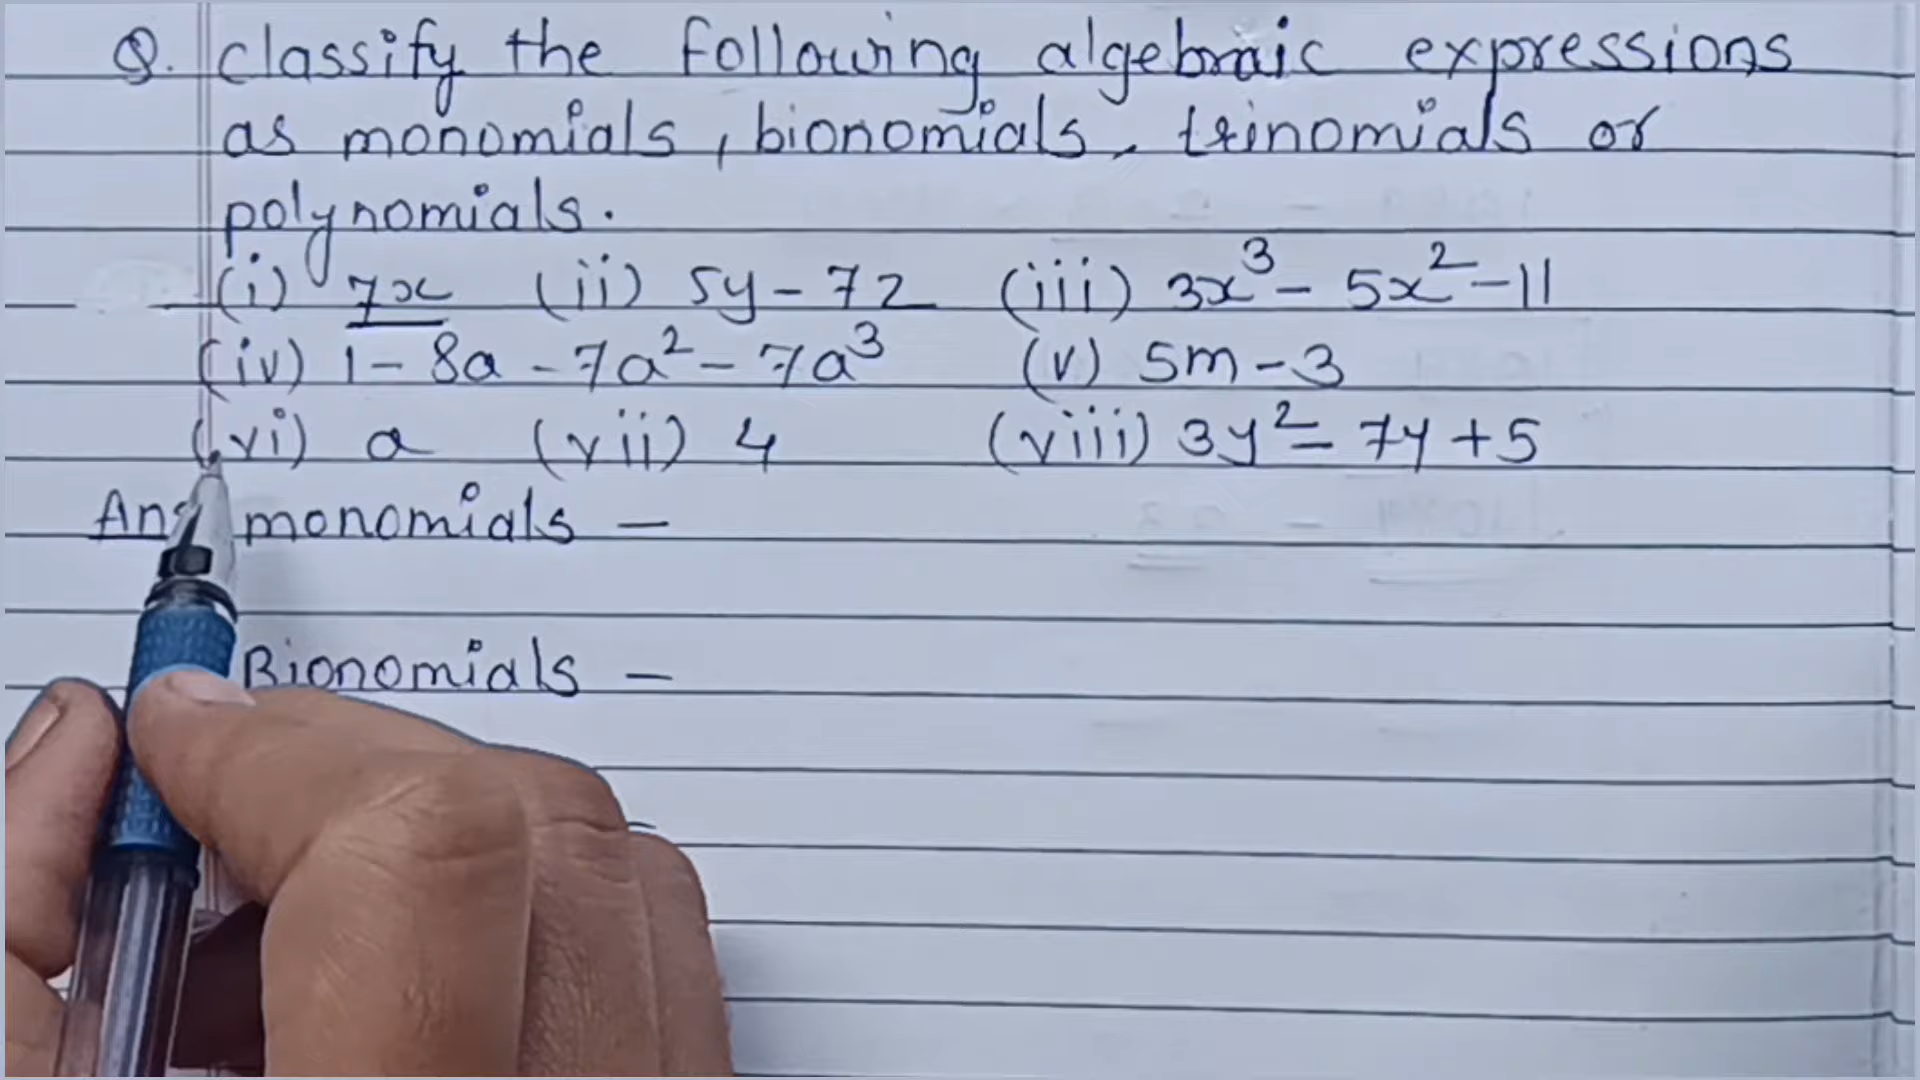 Q. classify the following algebraic expressions
as monomials, bionomials, trinomials or
polynomials.
(i) 7x (ii) 5y - 7z (iii) 3x³ - 5x² - 11
(iv) 1 - 8a - 7a² - 7a³ (v) 5m - 3
(vi) a (vii) 4 (viii) 3y² - 7y + 5
Ans monomials -
Bionomials -